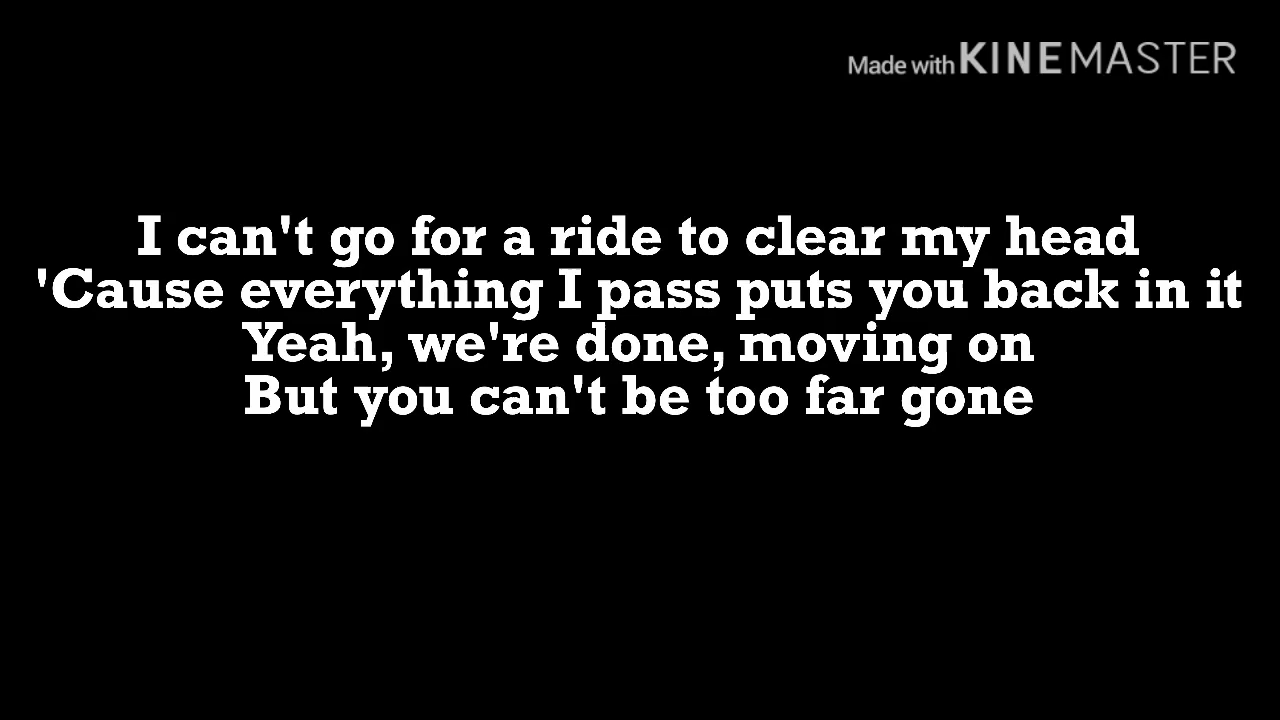 Made with KINEMASTER
I can't go for a ride to clear my head
'Cause everything I pass puts you back in it
Yeah, we're done, moving on
But you can't be too far gone